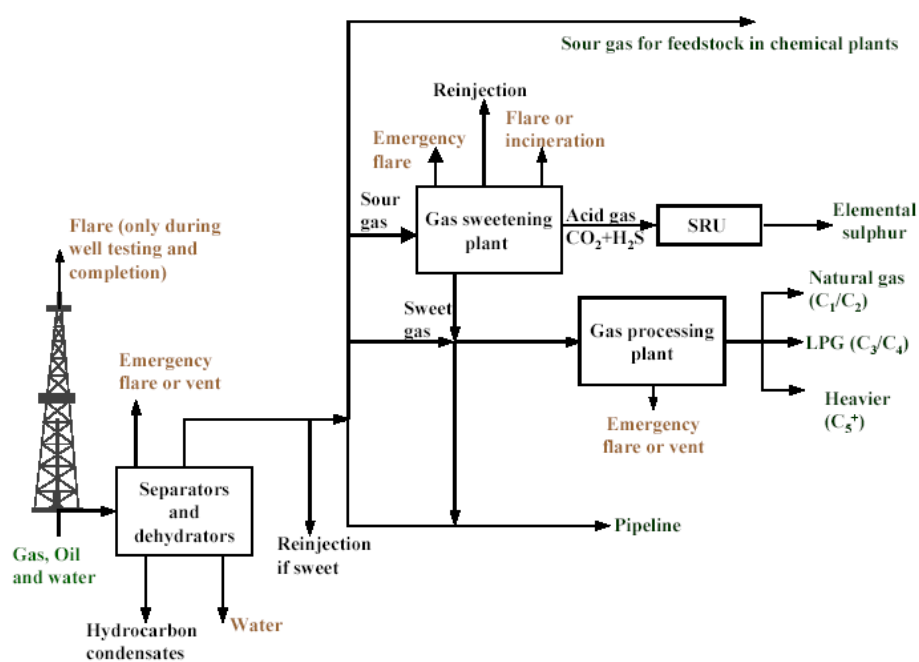 Sour gas for feedstock in chemical plants
Reinjection
Flare or
incineration
Emergency
flare
Sour
gas
Gas sweetening
plant
Acid gas
CO₂+H₂S
SRU
Elemental
sulphur
Flare (only during
well testing and
completion)
Natural gas
(C₁/C₂)
Sweet
gas
Gas processing
plant
LPG (C₃/C₄)
Emergency
flare or vent
Heavier
(C₅⁺)
Emergency
flare or vent
Separators
and
dehydrators
Pipeline
Gas, Oil
and water
Reinjection
if sweet
Hydrocarbon
condensates
Water